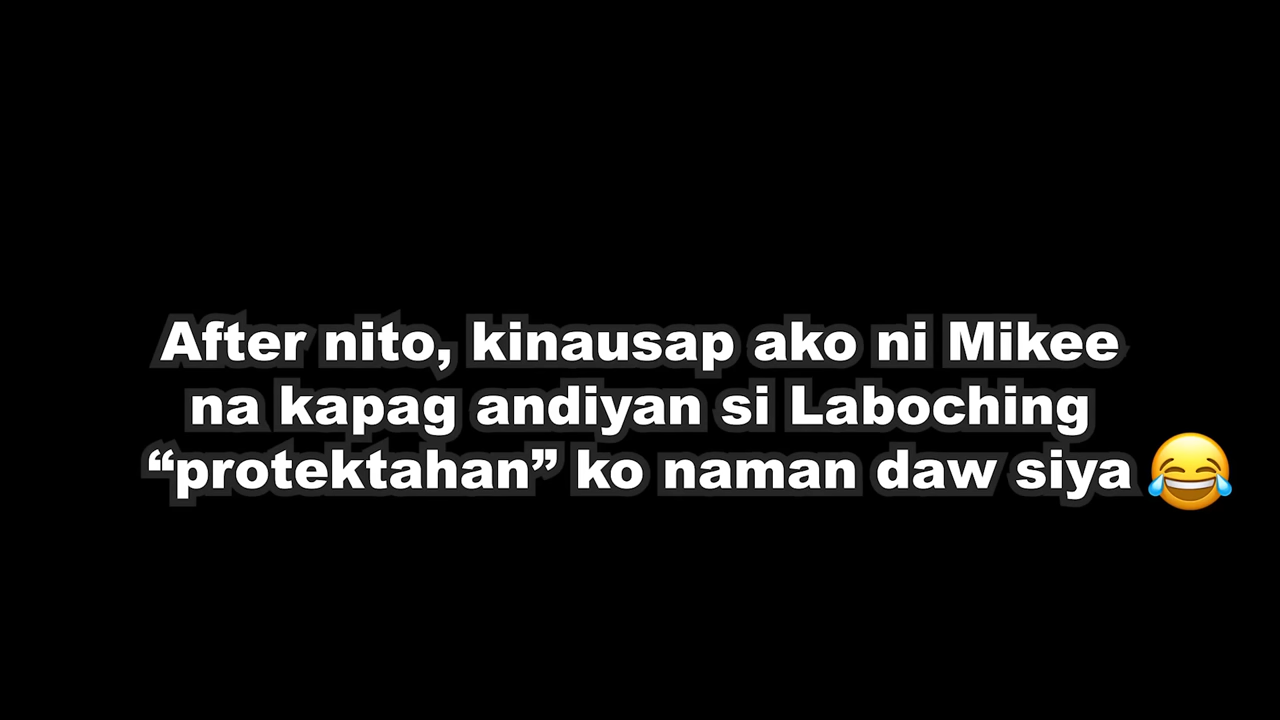 After nito, kinausap ako ni Mikee
na kapag andiyan si Laboching
“protektahan” ko naman daw siya 😂